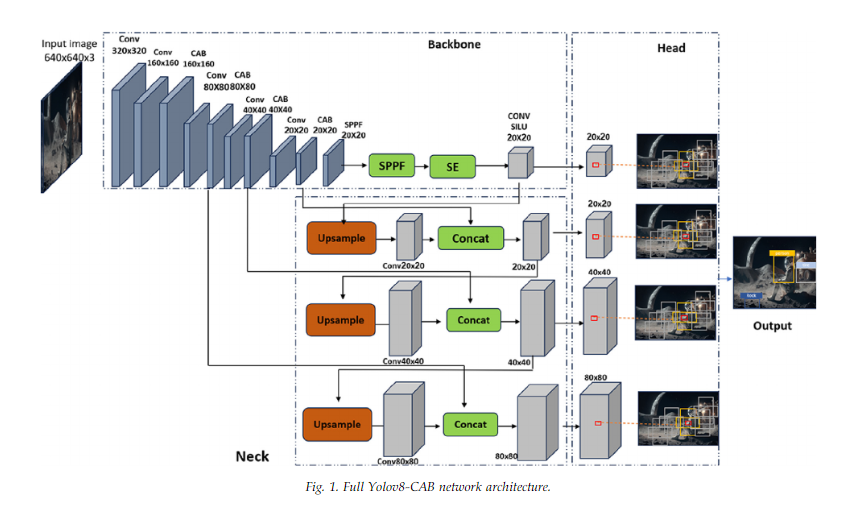 Input image
640x640x3
Backbone
Head
Conv
320x320
Conv
160x160
CAB
160x160
Conv
80X80
CAB
80X80
Conv
40X40
CAB
40X40
Conv
20X20
CAB
20X20
SPPF
20X20
SPPF
SE
CONV
SILU
20X20
20x20
Upsample
Conv20x20
Concat
20x20
20x20
Upsample
Conv40x40
Concat
40x40
40x40
Upsample
Conv80x80
Concat
80x80
80x80
Output
Neck
Fig. 1. Full Yolov8-CAB network architecture.